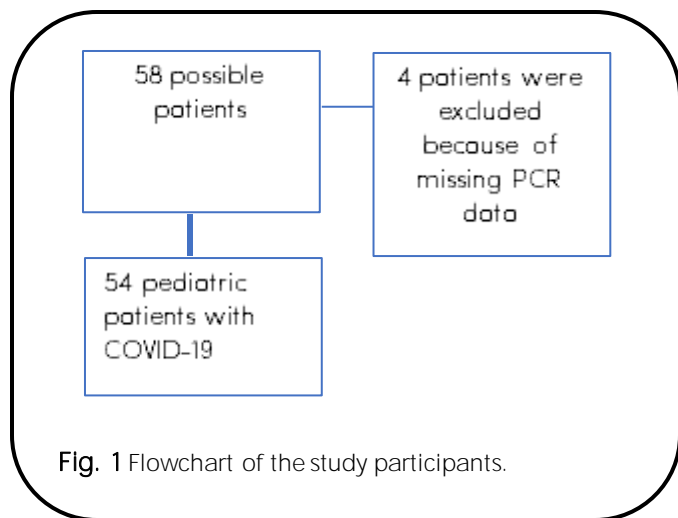 58 possible
patients
4 patients were
excluded
because of
missing PCR
data
54 pediatric
patients with
COVID-19
Fig. 1 Flowchart of the study participants.